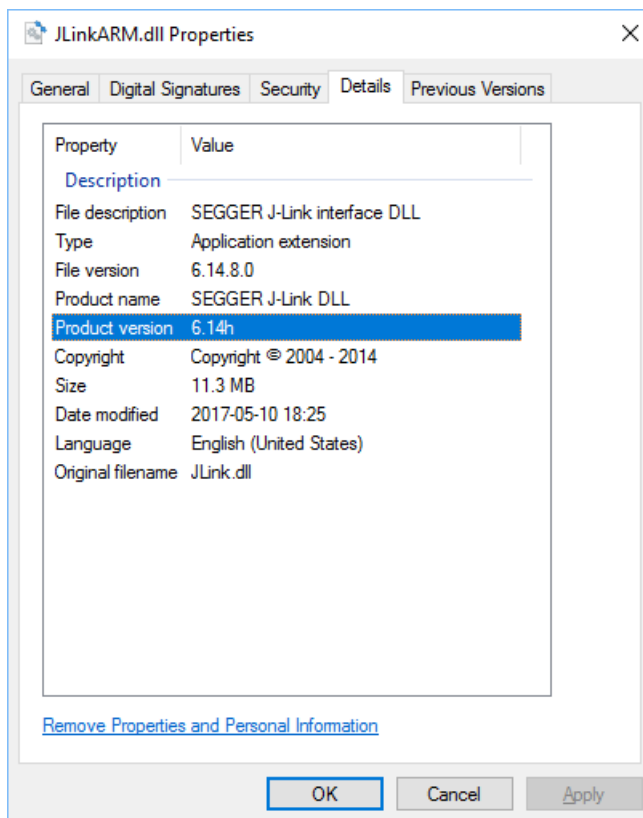 JLinkARM.dll Properties
General Digital Signatures Security Details Previous Versions
Property Value
Description
File description SEGGER J-Link interface DLL
Type Application extension
File version 6.14.8.0
Product name SEGGER J-Link DLL
Product version 6.14h
Copyright Copyright © 2004 - 2014
Size 11.3 MB
Date modified 2017-05-10 18:25
Language English (United States)
Original filename JLink.dll
Remove Properties and Personal Information
OK Cancel Apply